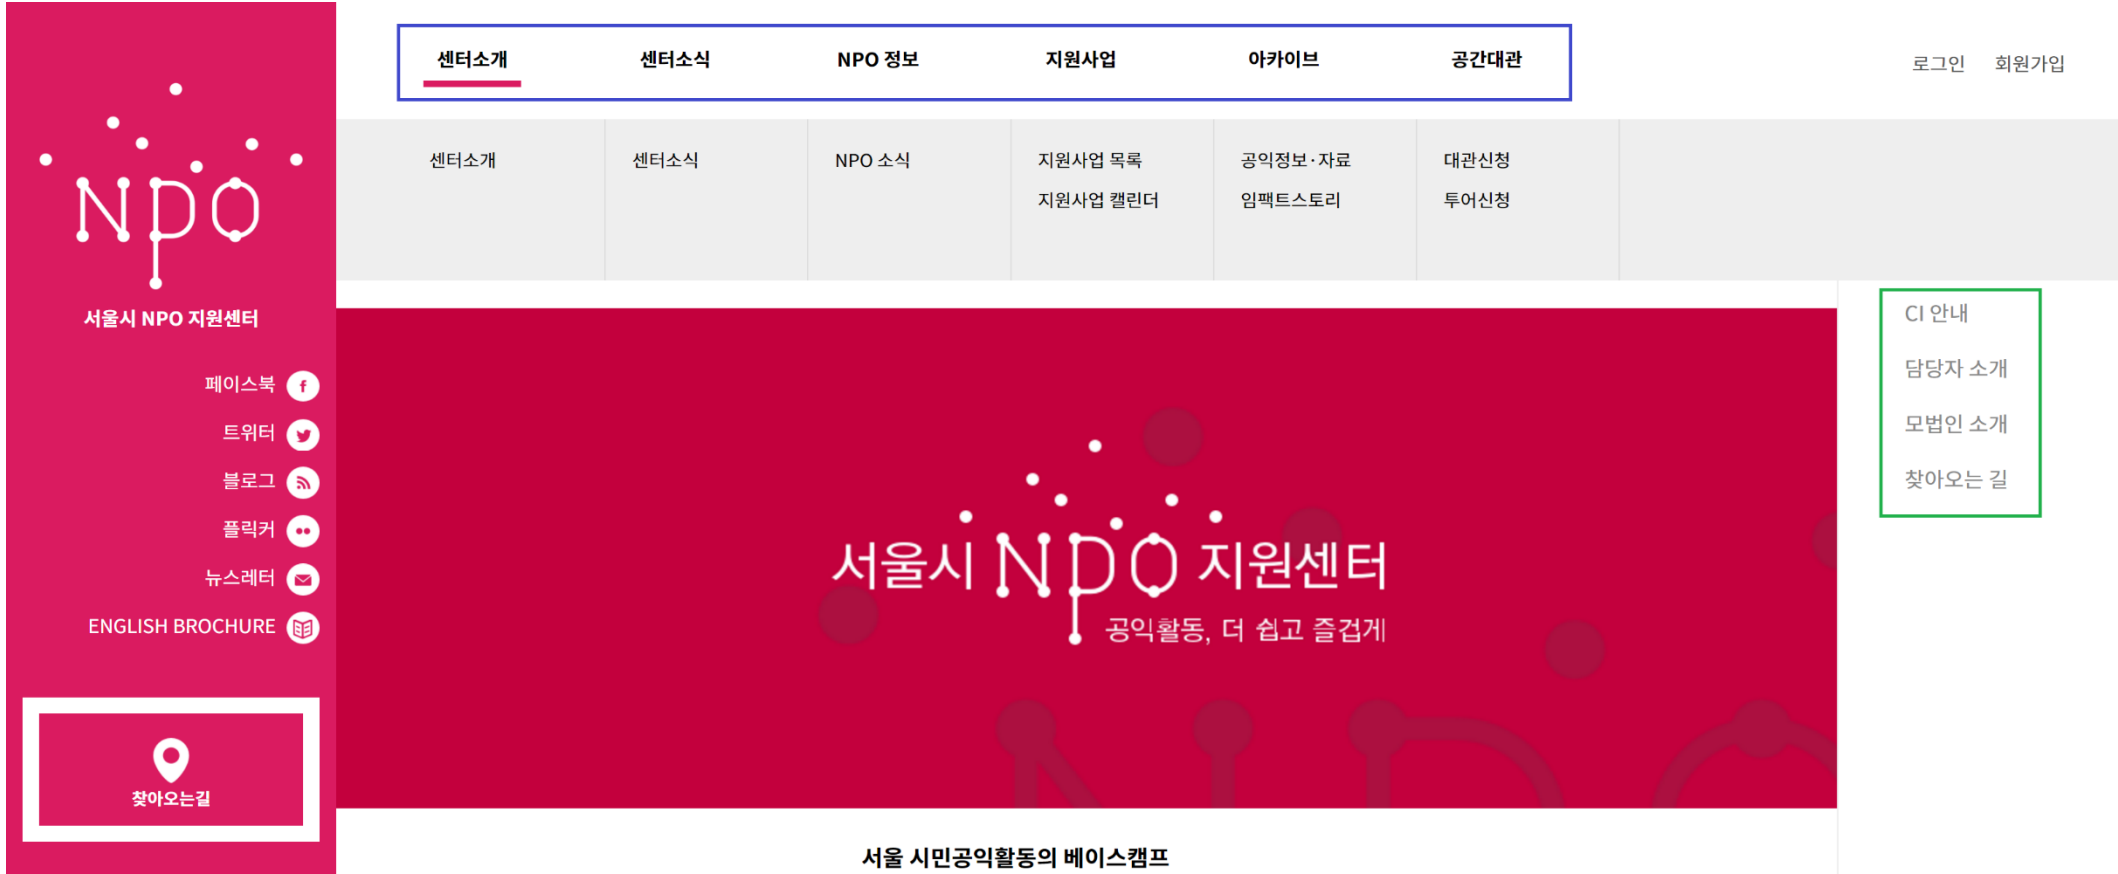 NPO
서울시 NPO 지원센터
페이스북
트위터
블로그
플릭커
뉴스레터
ENGLISH BROCHURE
찾아오는길
센터소개 센터소식 NPO 정보 지원사업 아카이브 공간대관
로그인 회원가입
센터소개 센터소식 NPO 소식 지원사업 목록 공익정보·자료 대관신청
지원사업 캘린더 임팩트스토리 투어신청
서울시 NPO 지원센터
공익활동, 더 쉽고 즐겁게
서울 시민공익활동의 베이스캠프
CI 안내
담당자 소개
모법인 소개
찾아오는 길